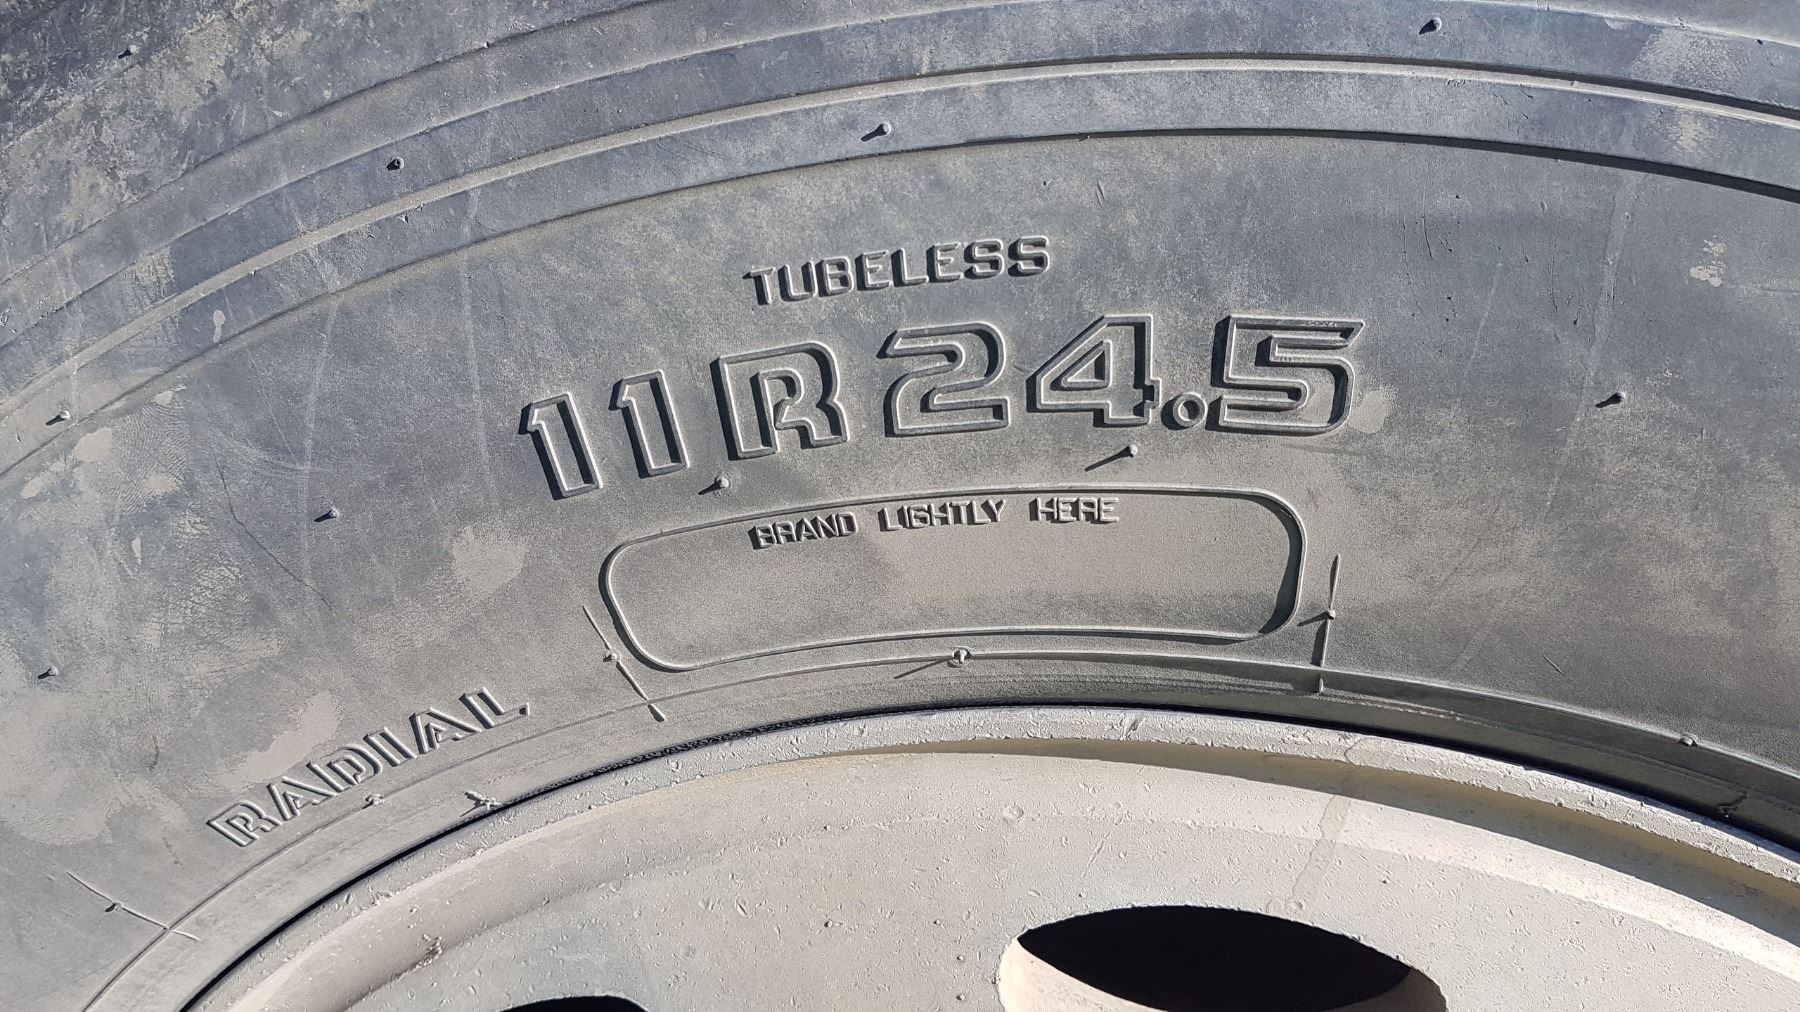 TUBELESS
11R24.5
BRAND LIGHTLY HERE
RADIAL